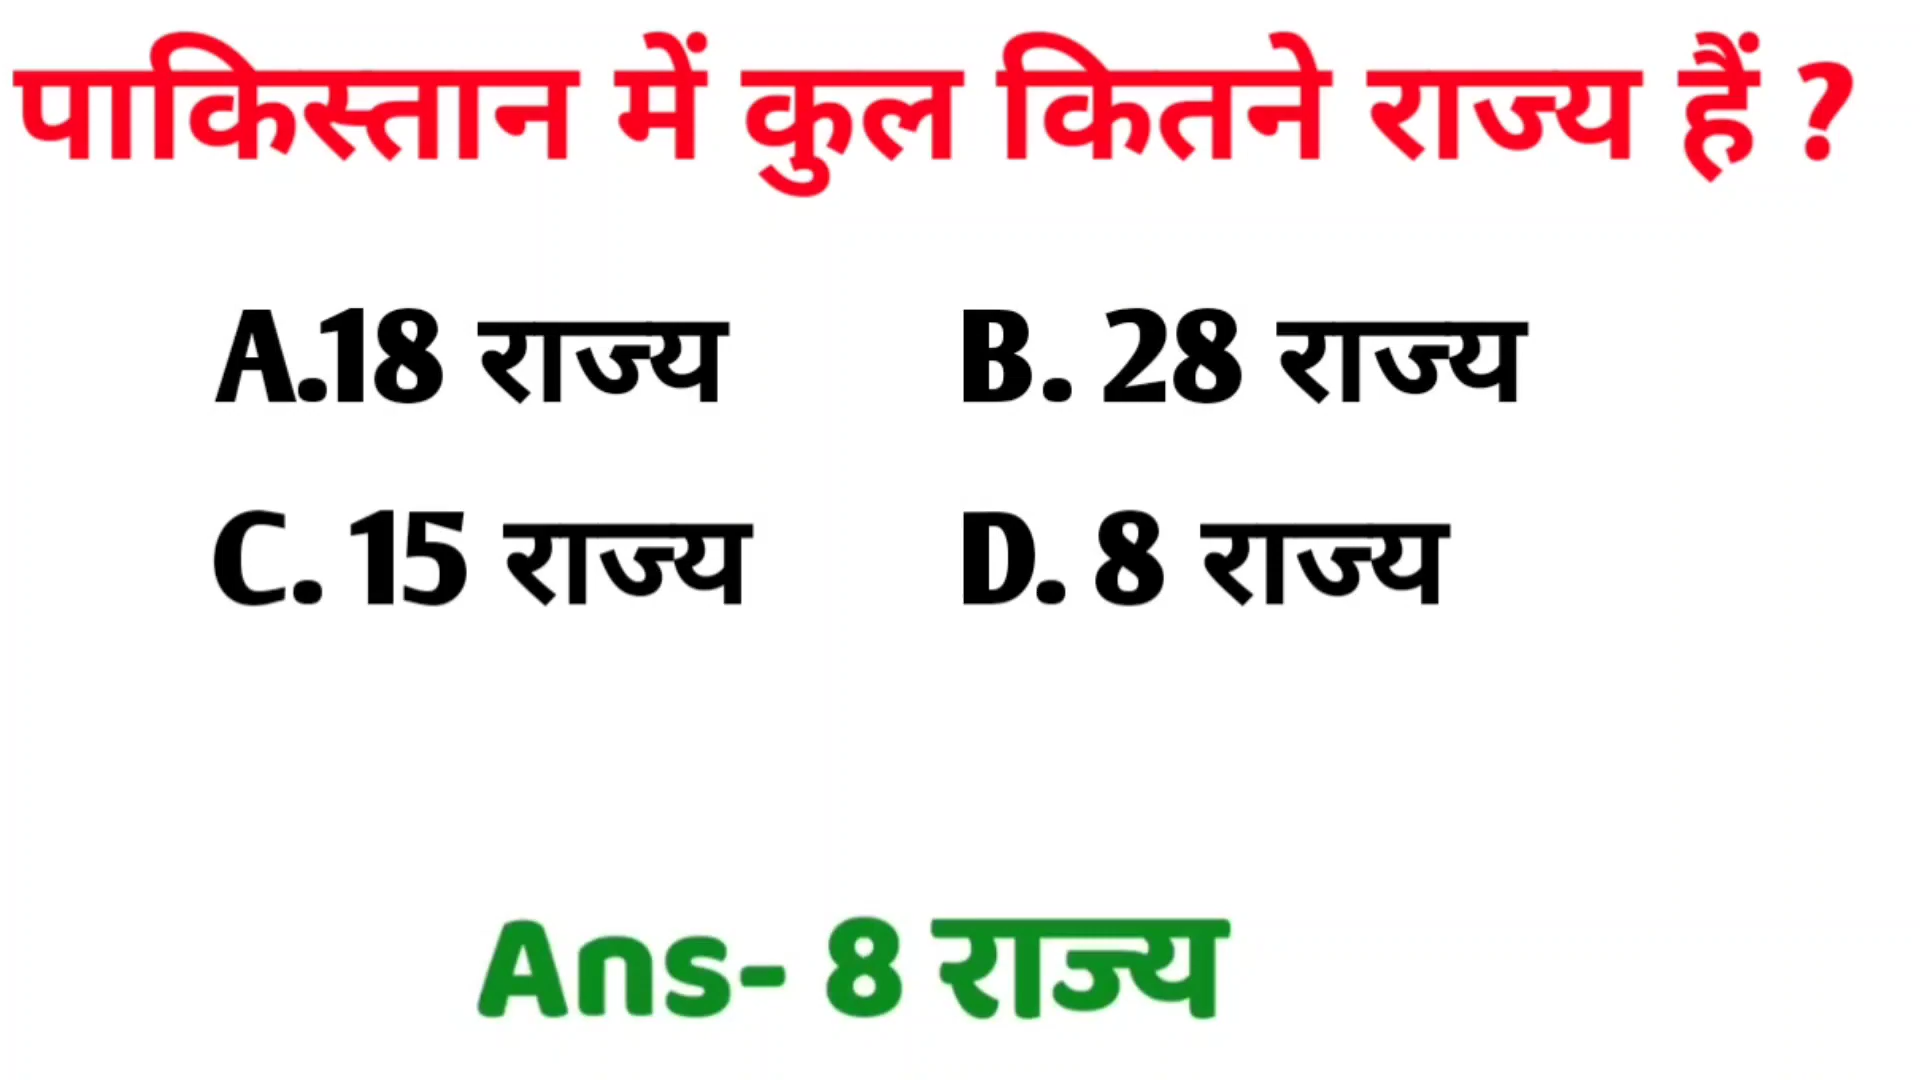 पाकिस्तान में कुल कितने राज्य हैं ?
A.18 राज्य B. 28 राज्य
C. 15 राज्य D. 8 राज्य
Ans- 8 राज्य